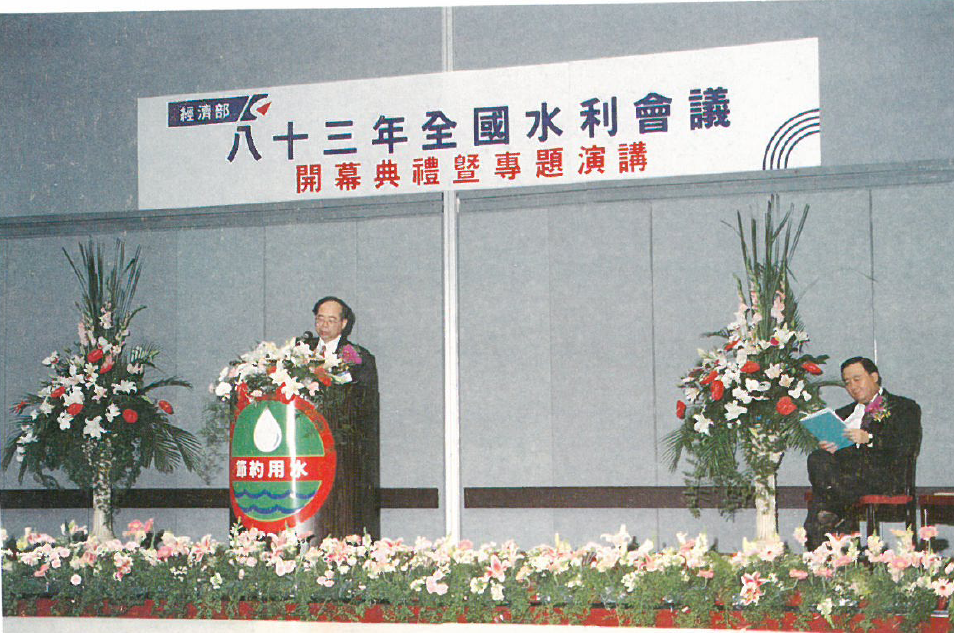 經濟部
八十三年全國水利會議
開幕典禮暨專題演講
節約用水